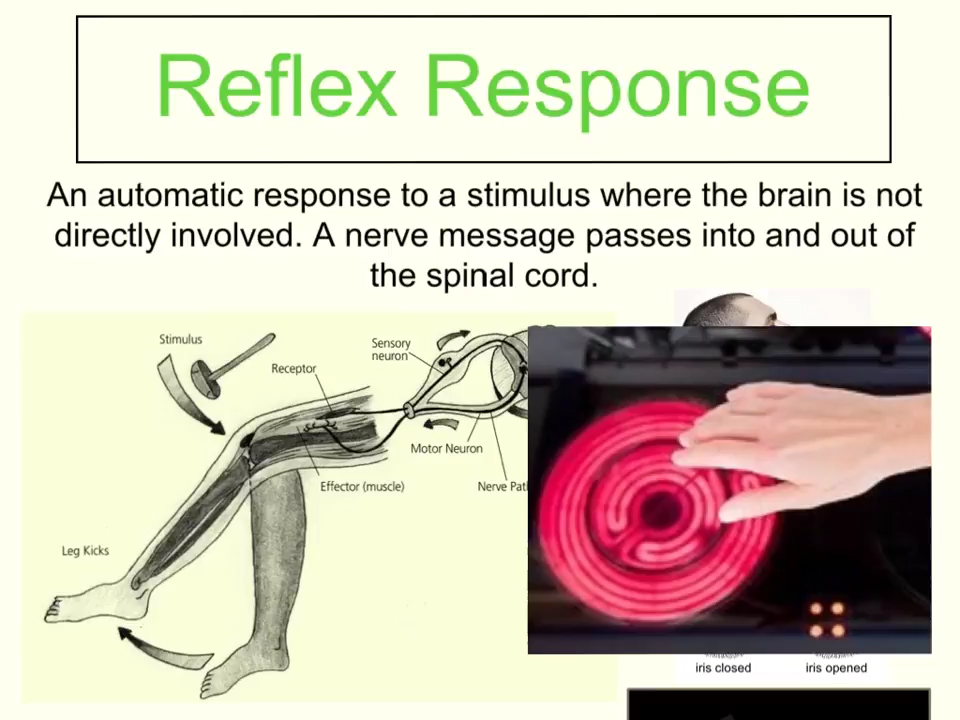 Reflex Response
An automatic response to a stimulus where the brain is not
directly involved. A nerve message passes into and out of
the spinal cord.
Stimulus
Receptor
Sensory
neuron
Motor Neuron
Effector (muscle)
Nerve
Leg Kicks
iris closed
iris opened